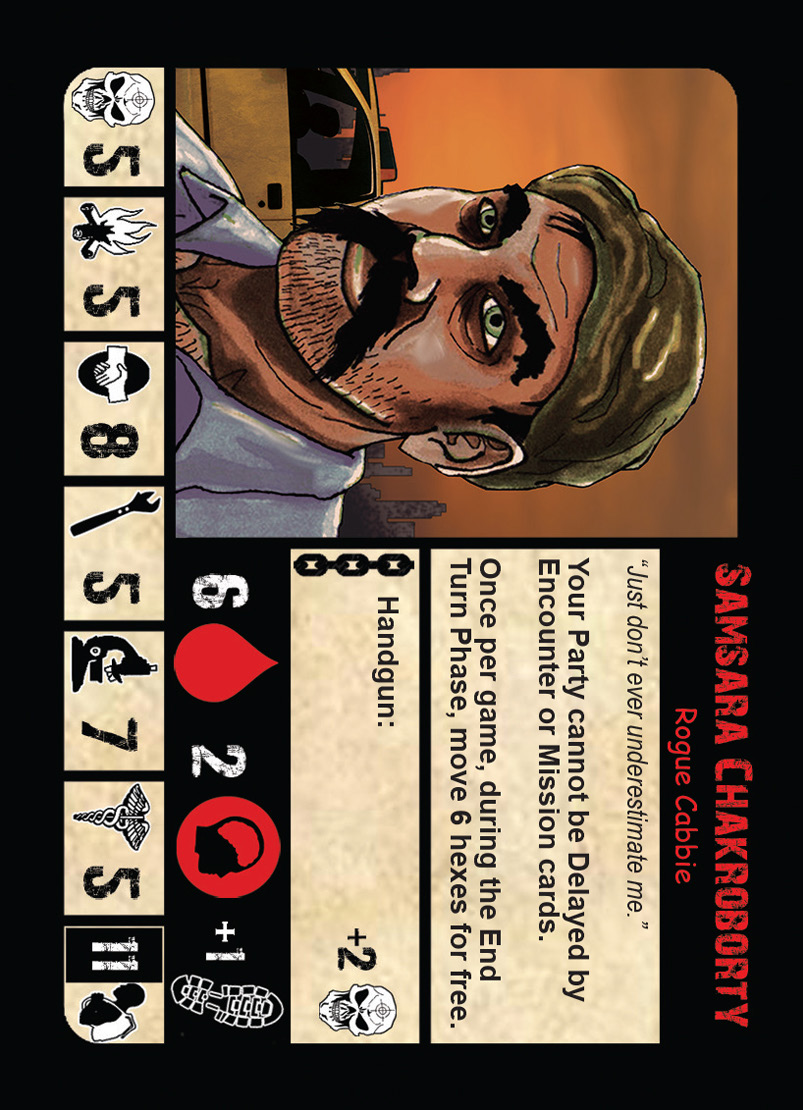 SAMSARA CHAKROBORTY
Rogue Cabbie
“Just don’t ever underestimate me.”
Your Party cannot be Delayed by
Encounter or Mission cards.
Once per game, during the End
Turn Phase, move 6 hexes for free.
Handgun: +2
6 2 +1
5 5 8 5 7 5 11